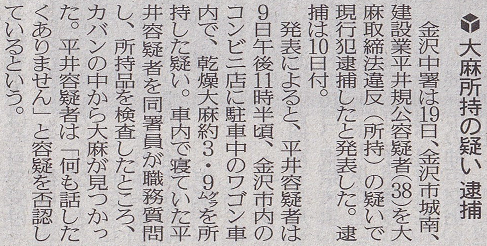 大麻所持の疑い 逮捕
金沢中署は19日、金沢市城南、
建設業平井規公容疑者(38)を大
麻取締法違反(所持)の疑いで
現行犯逮捕したと発表した。逮
捕は10日付。
発表によると、平井容疑者は
9日午後11時半頃、金沢市内の
コンビニ店に駐車中のワゴン車
内で、乾燥大麻約3・9㌘を所
持した疑い。車内で寝ていた平
井容疑者を同署員が職務質問
し、所持品を検査したところ、
カバンの中から大麻が見つかっ
た。平井容疑者は「何も話した
くありません」と容疑を否認し
ているという。